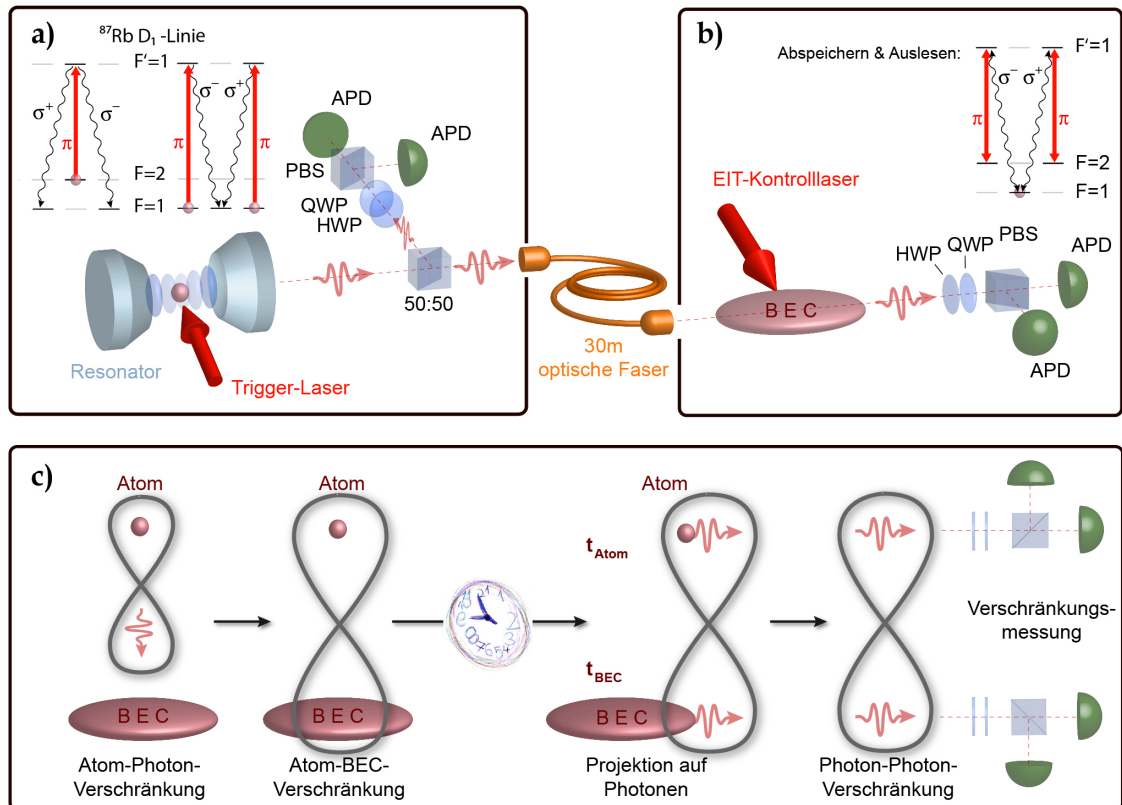 a)
⁸⁷Rb D₁ -Linie
F'=1
σ⁺
σ⁻
π
σ⁻
σ⁺
π
π
F=2
F=1
APD
APD
PBS
QWP
HWP
50:50
Resonator
Trigger-Laser
30m
optische Faser
b)
Abspeichern & Auslesen:
F'=1
σ⁻
σ⁺
π
π
F=2
F=1
EIT-Kontrolllaser
BEC
HWP
QWP
PBS
APD
APD
c)
Atom
Atom
Atom
t_Atom
t_BEC
BEC
BEC
BEC
Verschränkungs-
messung
Atom-Photon-
Verschränkung
Atom-BEC-
Verschränkung
Projektion auf
Photonen
Photon-Photon-
Verschränkung